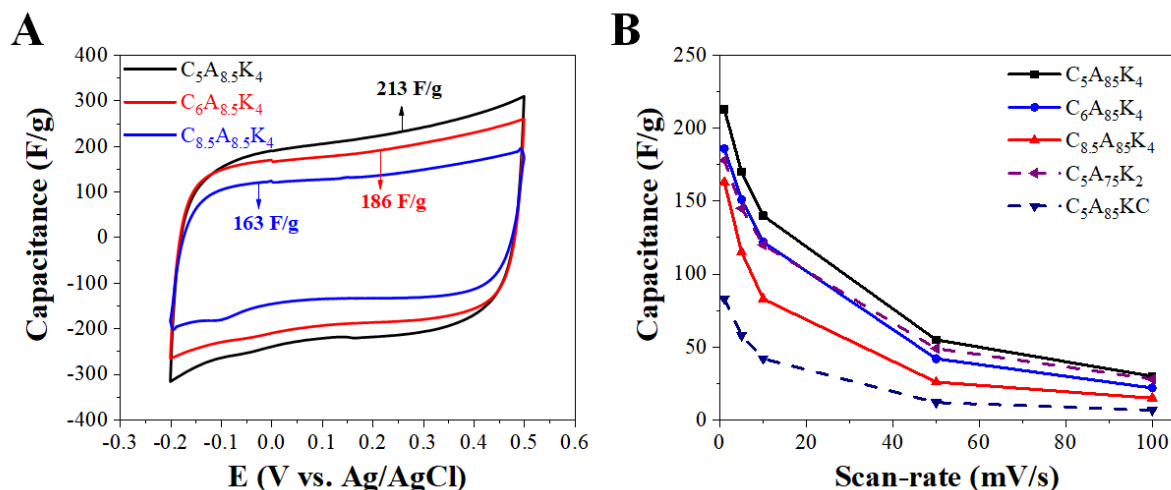 A
Capacitance (F/g)
400
300
200
100
0
-100
-200
-300
-400
C₅A₈.₅K₄
C₆A₈.₅K₄
C₈.₅A₈.₅K₄
213 F/g
186 F/g
163 F/g
-0.3 -0.2 -0.1 0.0 0.1 0.2 0.3 0.4 0.5 0.6
E (V vs. Ag/AgCl)
B
Capacitance (F/g)
250
200
150
100
50
0
C₅A₈₅K₄
C₆A₈₅K₄
C₈.₅A₈₅K₄
C₅A₇₅K₂
C₅A₈₅KC
0 20 40 60 80 100
Scan-rate (mV/s)